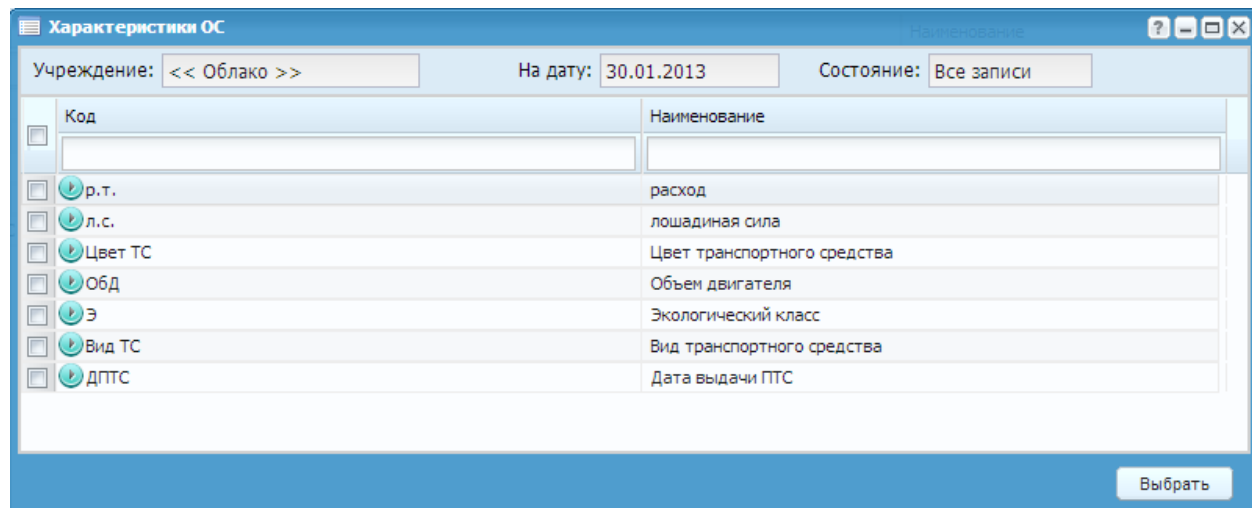 Характеристики ОС
Наименование
Учреждение: << Облако >> На дату: 30.01.2013 Состояние: Все записи
Код Наименование
р.т. расход
л.с. лошадиная сила
Цвет ТС Цвет транспортного средства
ОбД Объем двигателя
Э Экологический класс
Вид ТС Вид транспортного средства
ДПТС Дата выдачи ПТС
Выбрать